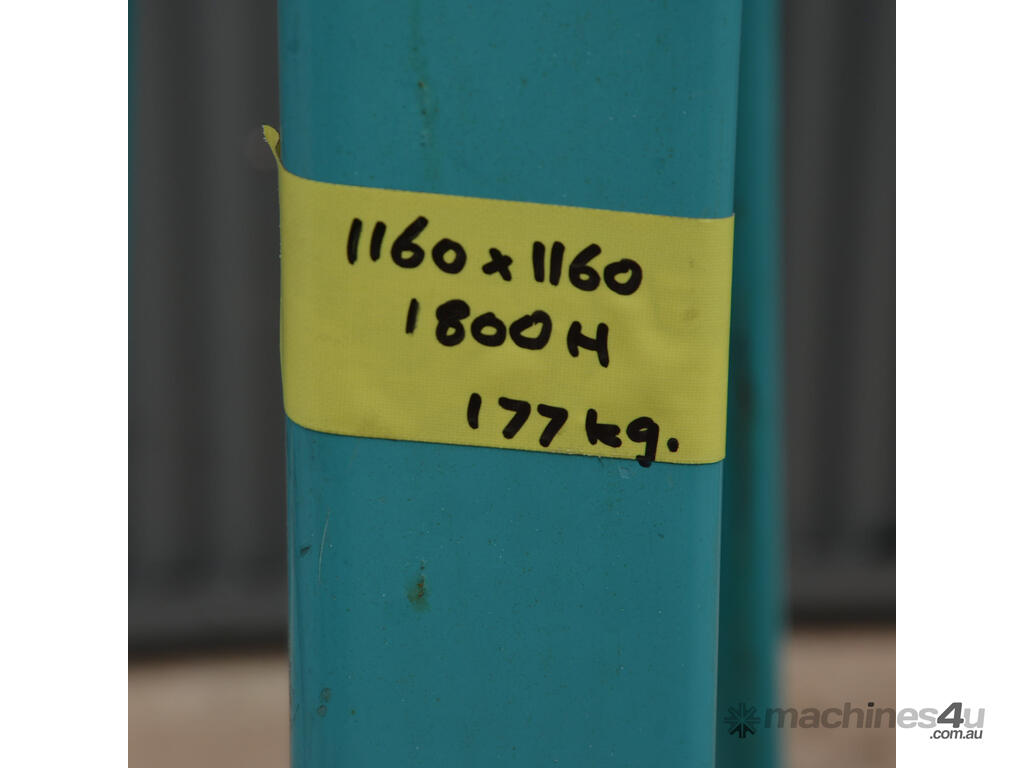 1160 x 1160
1800 H
177 kg.
machines4u
.com.au